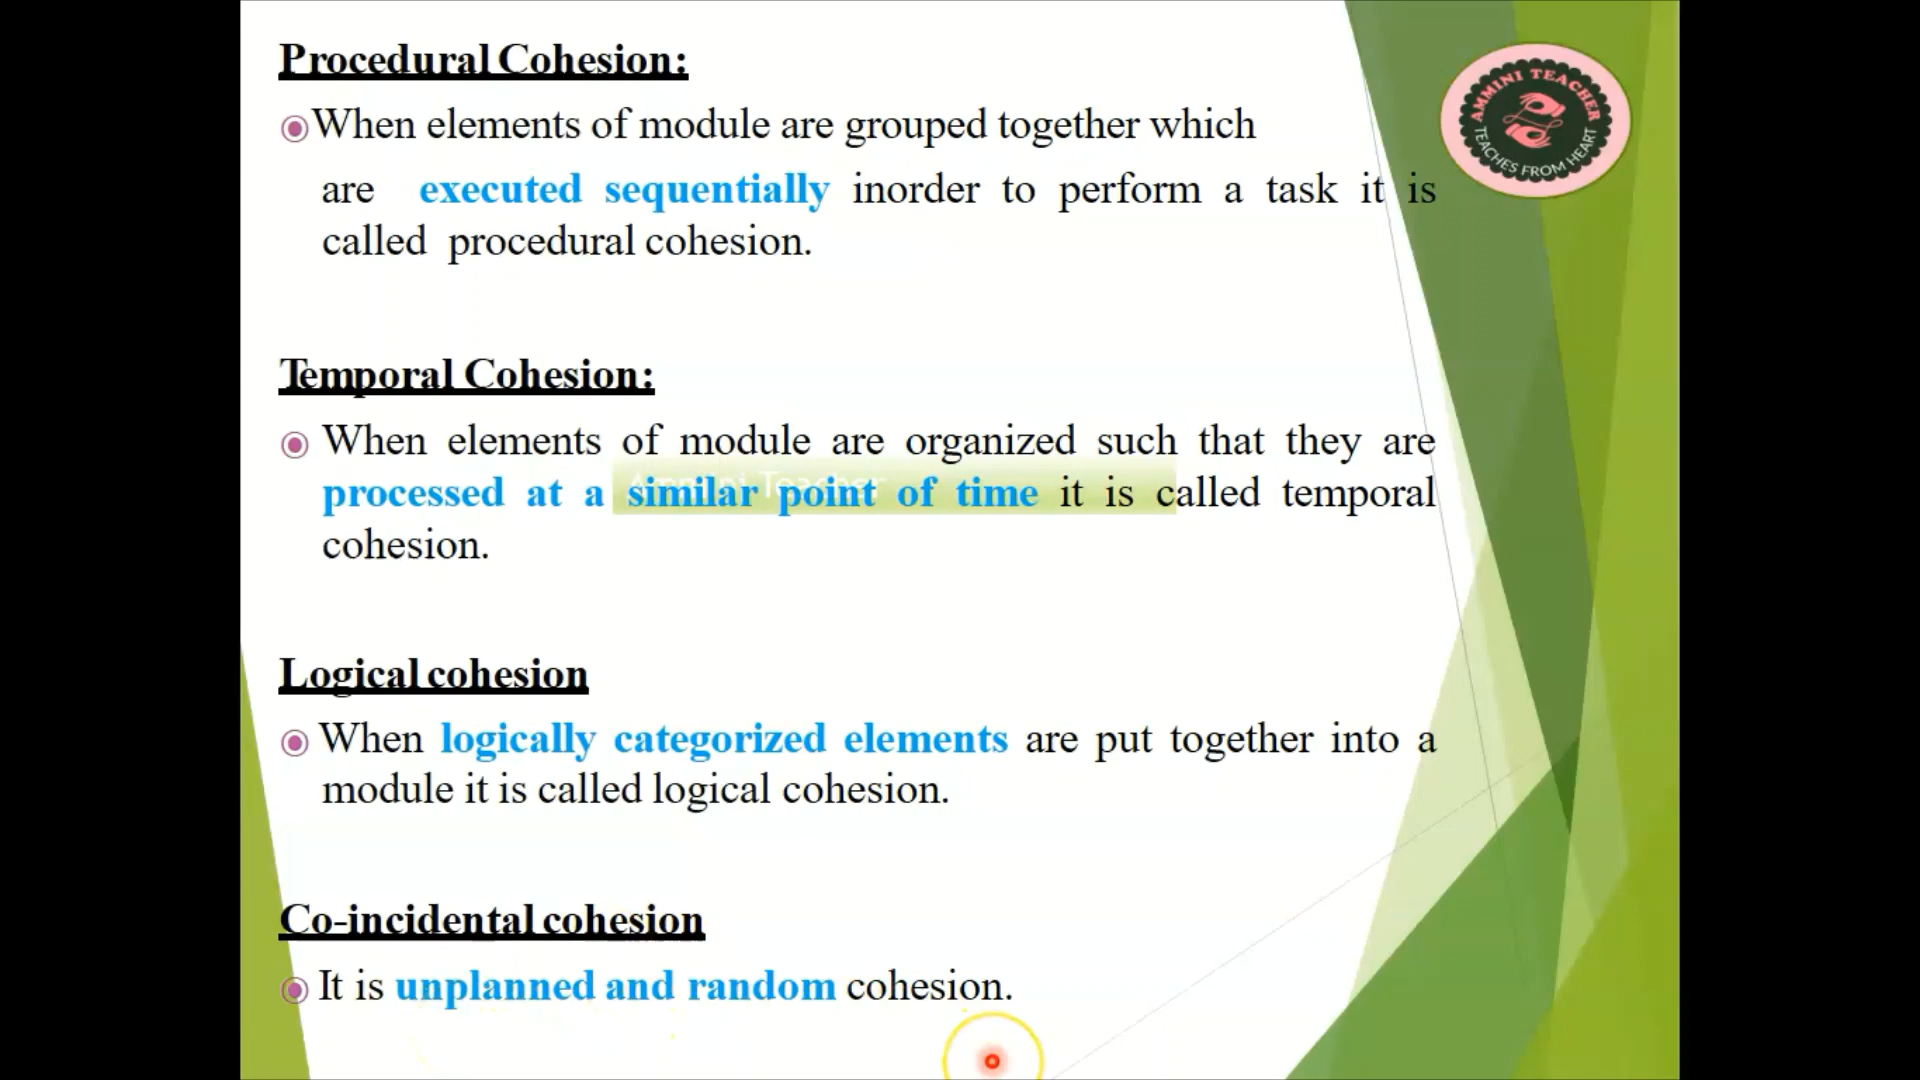 Procedural Cohesion:
When elements of module are grouped together which
are executed sequentially inorder to perform a task it is
called procedural cohesion.
Temporal Cohesion:
When elements of module are organized such that they are
processed at a similar point of time it is called temporal
cohesion.
Logical cohesion
When logically categorized elements are put together into a
module it is called logical cohesion.
Co-incidental cohesion
It is unplanned and random cohesion.
AMMINI TEACHER
TEACHES FROM HEART
Ammini Teacher